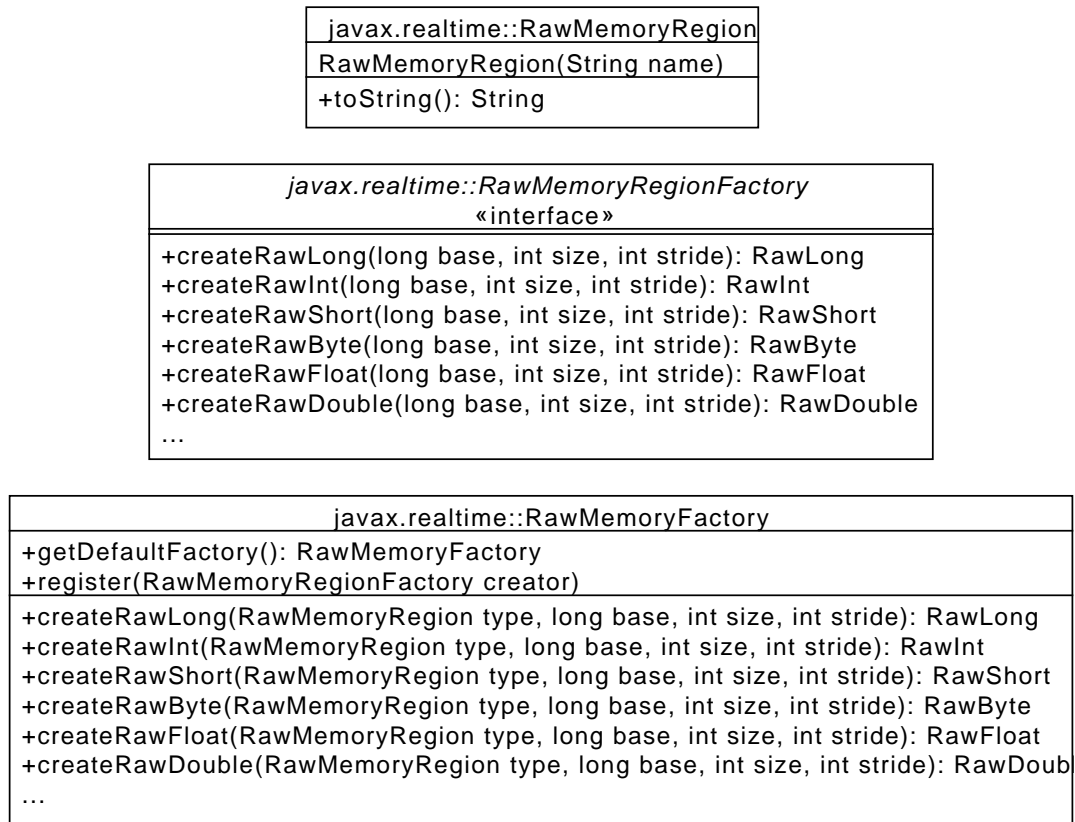 javax.realtime::RawMemoryRegion
RawMemoryRegion(String name)
+toString(): String
javax.realtime::RawMemoryRegionFactory
«interface»
+createRawLong(long base, int size, int stride): RawLong
+createRawInt(long base, int size, int stride): RawInt
+createRawShort(long base, int size, int stride): RawShort
+createRawByte(long base, int size, int stride): RawByte
+createRawFloat(long base, int size, int stride): RawFloat
+createRawDouble(long base, int size, int stride): RawDouble
...
javax.realtime::RawMemoryFactory
+getDefaultFactory(): RawMemoryFactory
+register(RawMemoryRegionFactory creator)
+createRawLong(RawMemoryRegion type, long base, int size, int stride): RawLong
+createRawInt(RawMemoryRegion type, long base, int size, int stride): RawInt
+createRawShort(RawMemoryRegion type, long base, int size, int stride): RawShort
+createRawByte(RawMemoryRegion type, long base, int size, int stride): RawByte
+createRawFloat(RawMemoryRegion type, long base, int size, int stride): RawFloat
+createRawDouble(RawMemoryRegion type, long base, int size, int stride): RawDoubl
...